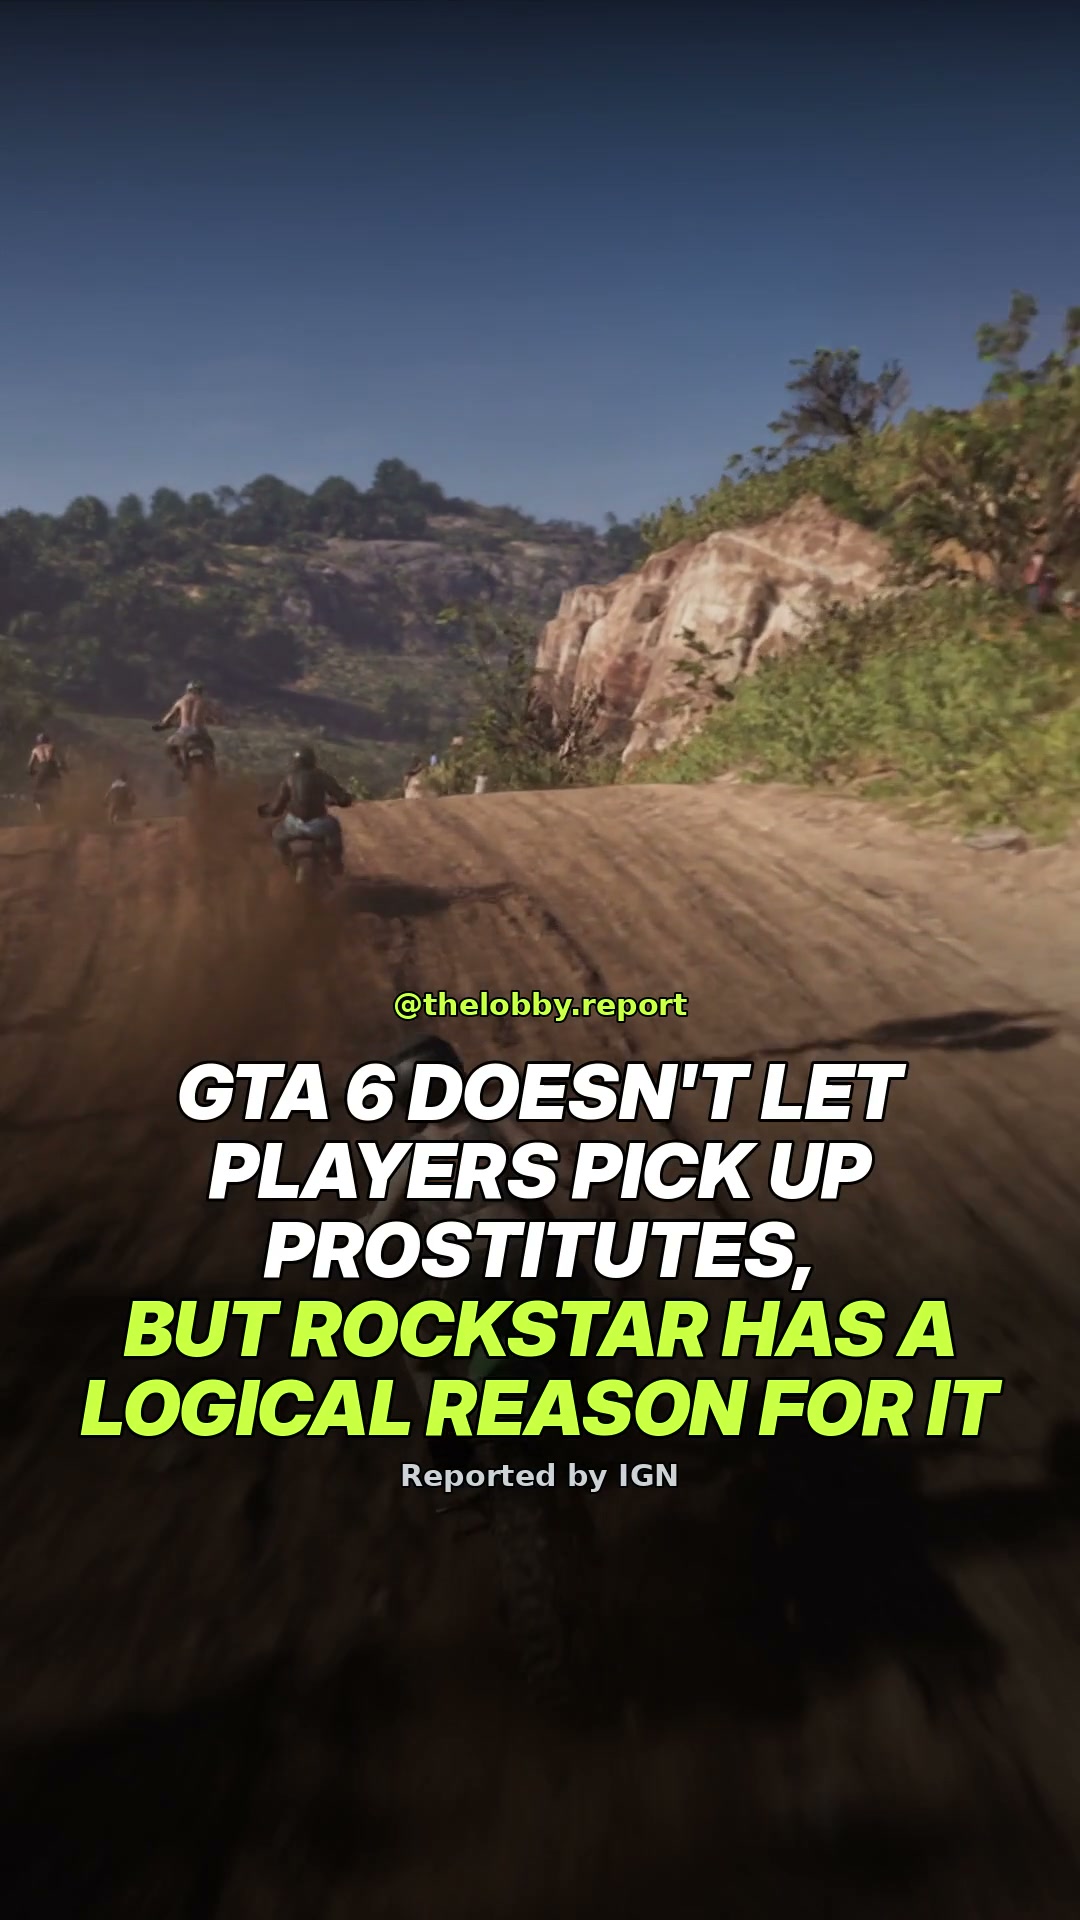 @thelobby.report
GTA 6 DOESN'T LET
PLAYERS PICK UP
PROSTITUTES,
BUT ROCKSTAR HAS A
LOGICAL REASON FOR IT
Reported by IGN